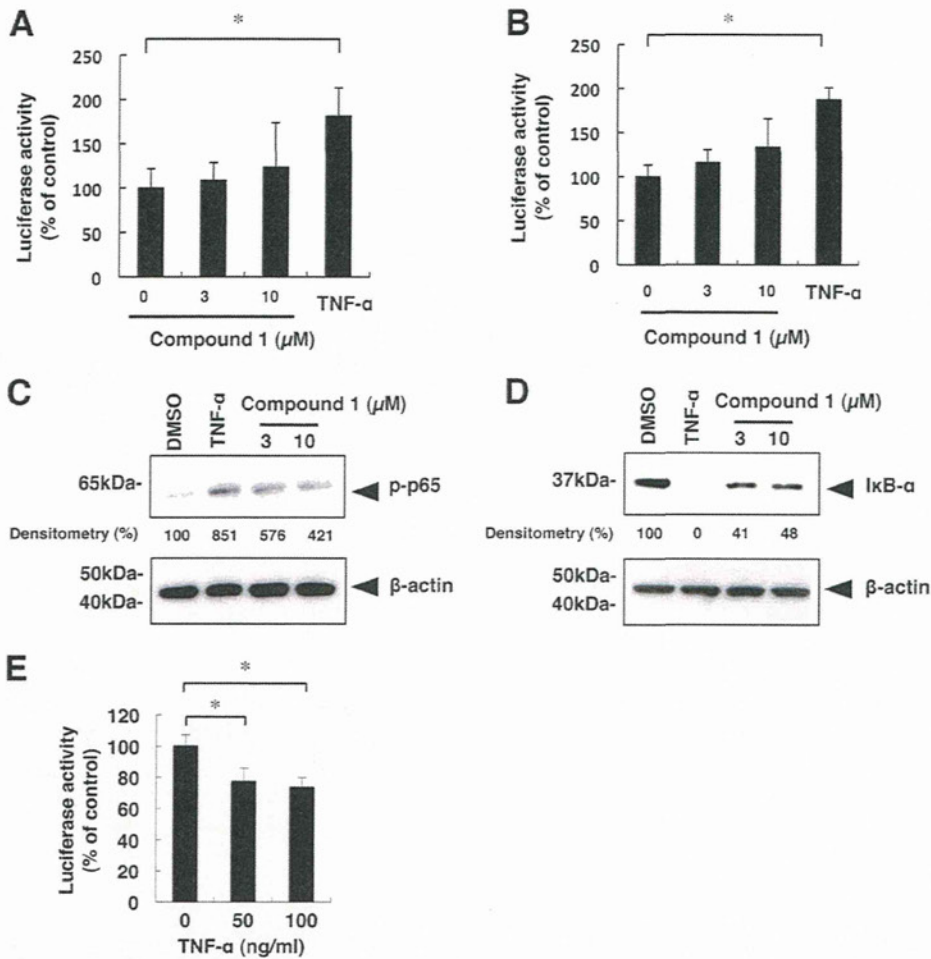 A
*
Luciferase activity
(% of control)
250
200
150
100
50
0
0 3 10 TNF-α
Compound 1 (μM)
B
*
Luciferase activity
(% of control)
250
200
150
100
50
0
0 3 10 TNF-α
Compound 1 (μM)
C
DMSO
TNF-α
Compound 1 (μM)
3 10
65kDa-
p-p65
Densitometry (%) 100 851 576 421
50kDa-
40kDa-
β-actin
D
DMSO
TNF-α
Compound 1 (μM)
3 10
37kDa-
IκB-α
Densitometry (%) 100 0 41 48
50kDa-
40kDa-
β-actin
E
*
*
Luciferase activity
(% of control)
120
100
80
60
40
20
0
0 50 100
TNF-α (ng/ml)